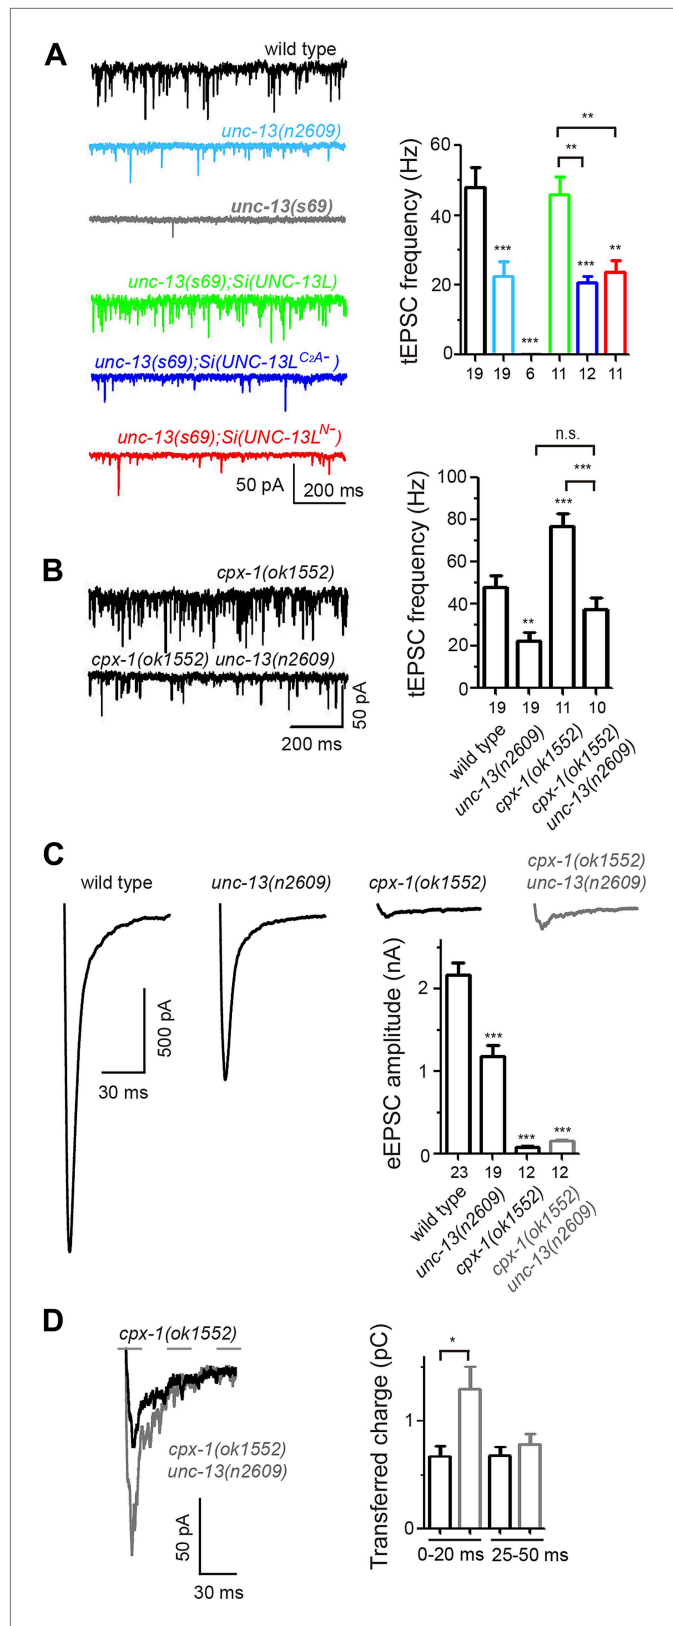 A
wild type
unc-13(n2609)
unc-13(s69)
unc-13(s69);Si(UNC-13L)
unc-13(s69);Si(UNC-13L^C₂A-)
unc-13(s69);Si(UNC-13L^N-)
50 pA
200 ms
tEPSC frequency (Hz)
60
40
20
0
**
**
***
***
***
**
19 19 6 11 12 11
B
cpx-1(ok1552)
cpx-1(ok1552) unc-13(n2609)
50 pA
200 ms
tEPSC frequency (Hz)
100
80
60
40
20
0
n.s.
***
***
**
19 19 11 10
wild type
unc-13(n2609)
cpx-1(ok1552)
cpx-1(ok1552)
unc-13(n2609)
C
wild type
unc-13(n2609)
cpx-1(ok1552)
cpx-1(ok1552)
unc-13(n2609)
500 pA
30 ms
eEPSC amplitude (nA)
2
1
0
***
***
***
23 19 12 12
wild type
unc-13(n2609)
cpx-1(ok1552)
cpx-1(ok1552)
unc-13(n2609)
D
cpx-1(ok1552)
cpx-1(ok1552)
unc-13(n2609)
50 pA
30 ms
Transferred charge (pC)
1
0
*
0-20 ms 25-50 ms